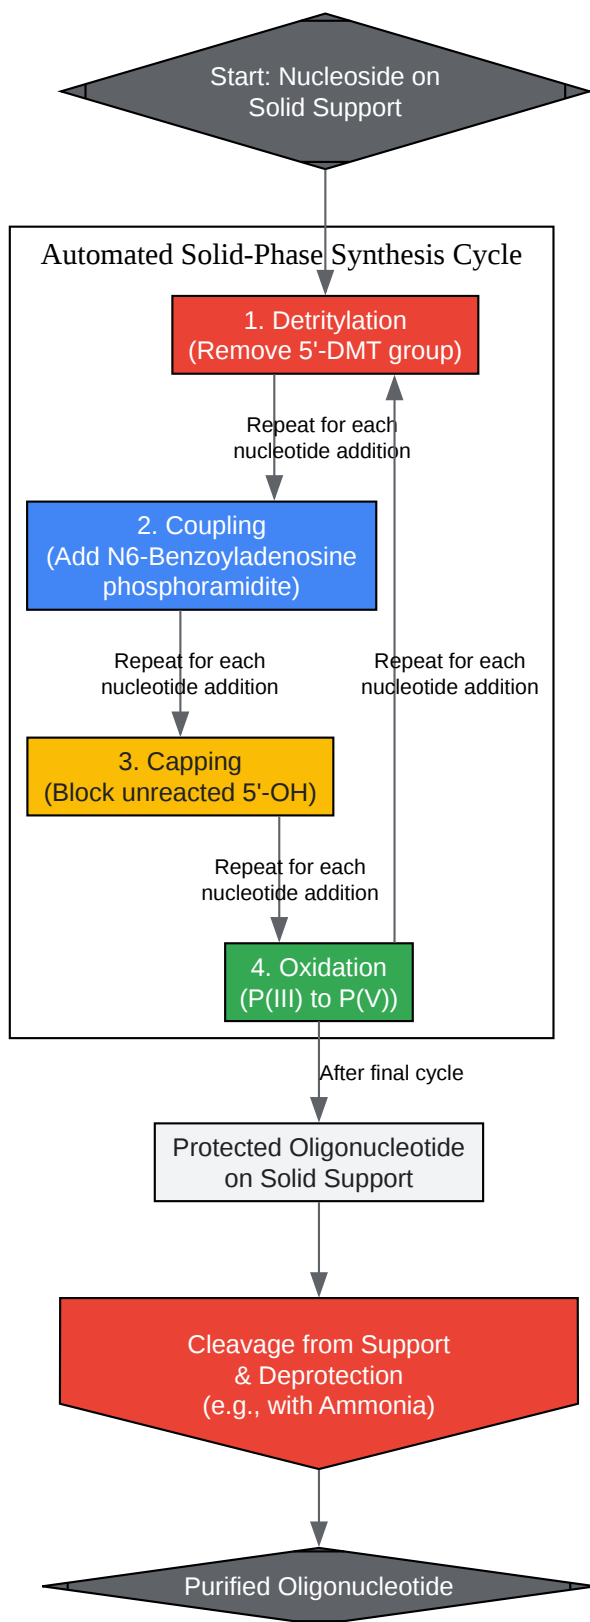 Start: Nucleoside on
Solid Support
Automated Solid-Phase Synthesis Cycle
1. Detritylation
(Remove 5'-DMT group)
Repeat for each
nucleotide addition
2. Coupling
(Add N6-Benzoyladenosine
phosphoramidite)
Repeat for each
nucleotide addition
Repeat for each
nucleotide addition
3. Capping
(Block unreacted 5'-OH)
Repeat for each
nucleotide addition
4. Oxidation
(P(III) to P(V))
After final cycle
Protected Oligonucleotide
on Solid Support
Cleavage from Support
& Deprotection
(e.g., with Ammonia)
Purified Oligonucleotide